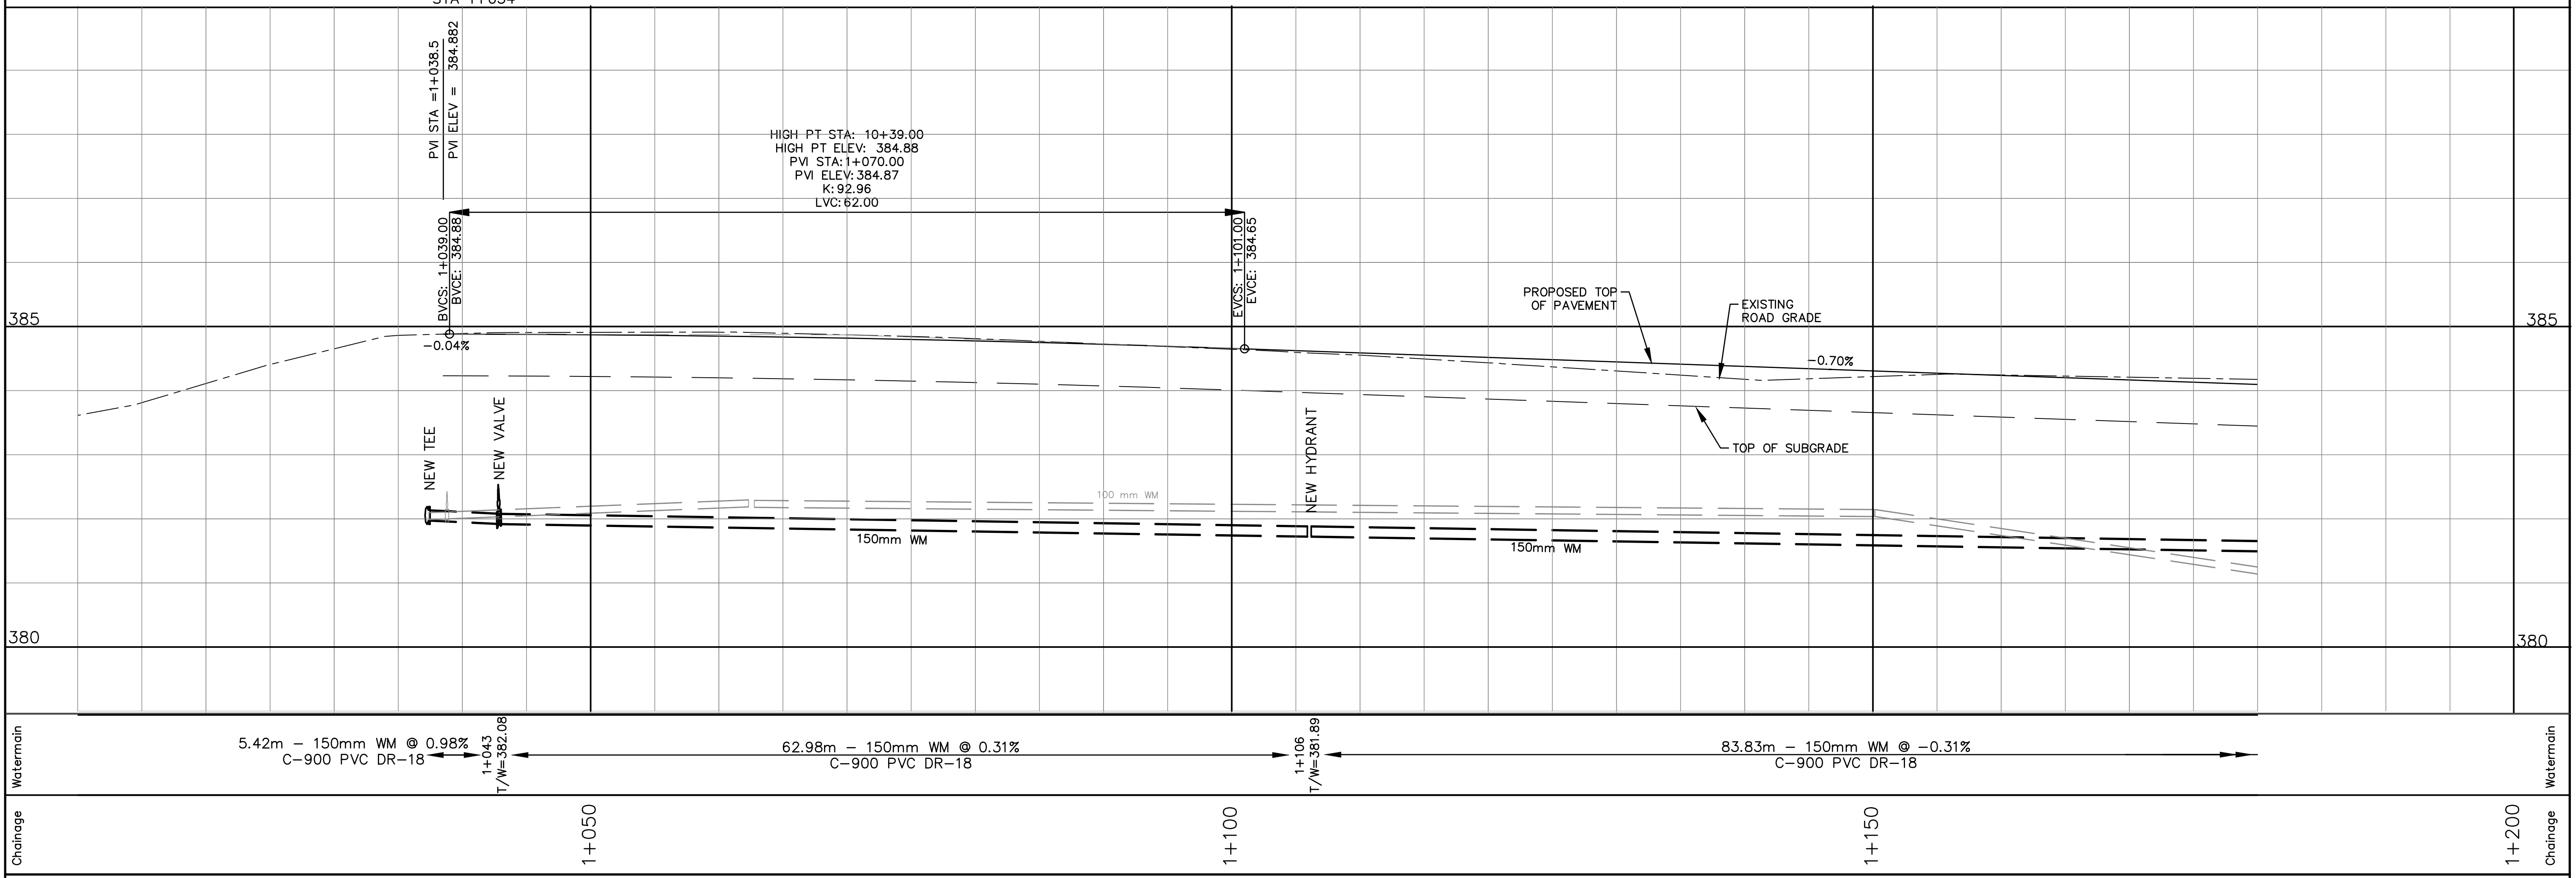 PVI STA =1+038.5
PVI ELEV = 384.882
HIGH PT STA: 10+39.00
HIGH PT ELEV: 384.88
PVI STA:1+070.00
PVI ELEV:384.87
K:92.96
LVC:62.00
BVCS: 1+039.00
BVCE: 384.88
EVCS: 1+101.00
EVCE: 384.65
PROPOSED TOP
OF PAVEMENT
EXISTING
ROAD GRADE
385
385
-0.04%
-0.70%
NEW TEE
NEW VALVE
NEW HYDRANT
TOP OF SUBGRADE
100 mm WM
150mm WM
150mm WM
380
380
Watermain
5.42m - 150mm WM @ 0.98%
C-900 PVC DR-18
1+043
T/W=382.08
62.98m - 150mm WM @ 0.31%
C-900 PVC DR-18
1+106
T/W=381.89
83.83m - 150mm WM @ -0.31%
C-900 PVC DR-18
Watermain
Chainage
1+050
1+100
1+150
1+200
Chainage